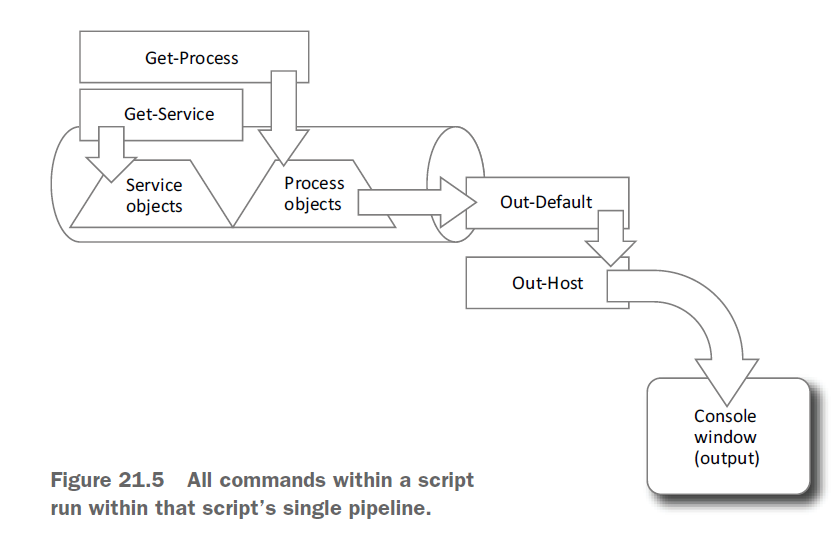 Get-Process
Get-Service
Service
objects
Process
objects
Out-Default
Out-Host
Console
window
(output)
Figure 21.5 All commands within a script
run within that script's single pipeline.